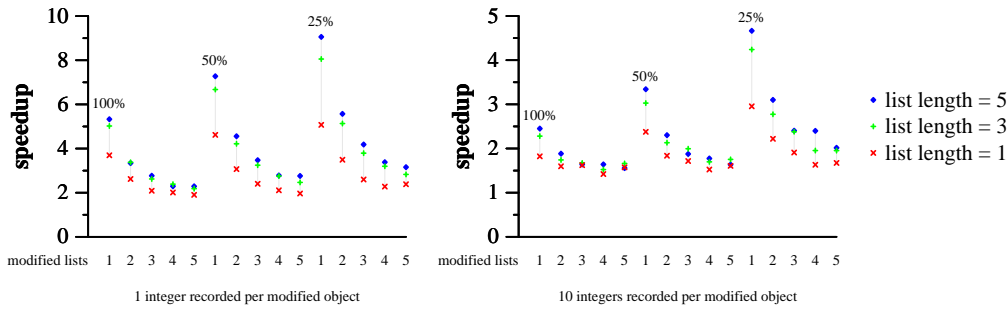 10
8
6
4
2
0
speedup
100%
50%
25%
modified lists 1 2 3 4 5 1 2 3 4 5 1 2 3 4 5
1 integer recorded per modified object
5
4
3
2
1
0
speedup
100%
50%
25%
modified lists 1 2 3 4 5 1 2 3 4 5 1 2 3 4 5
10 integers recorded per modified object
list length = 5
list length = 3
list length = 1